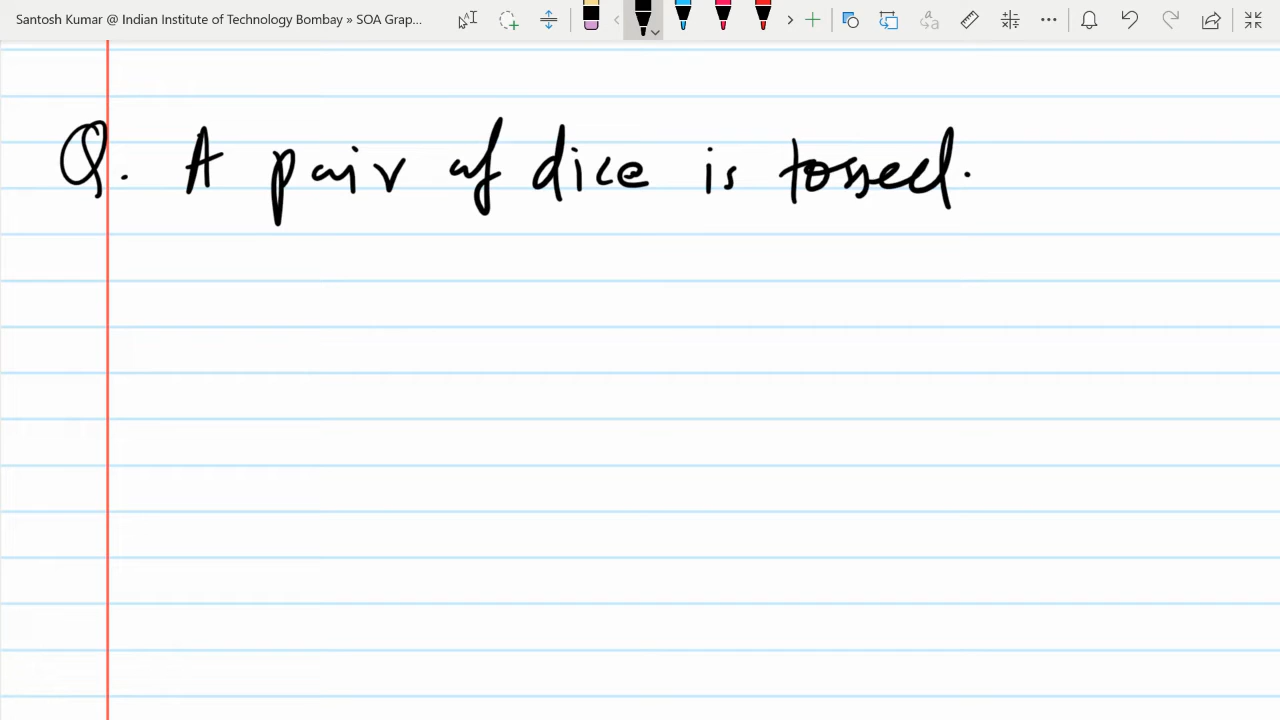 Santosh Kumar @ Indian Institute of Technology Bombay » SOA Grap...
Q. A pair of dice is tossed.